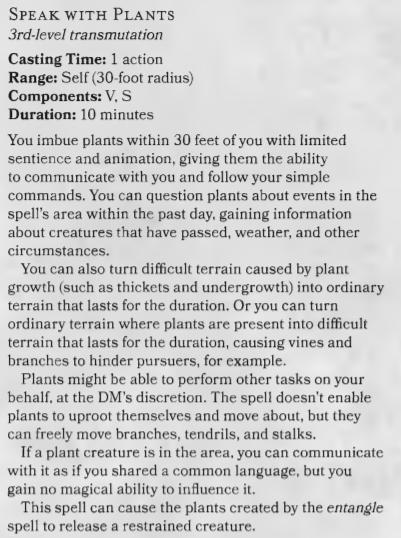 SPEAK WITH PLANTS
3rd-level transmutation
Casting Time: 1 action
Range: Self (30-foot radius)
Components: V, S
Duration: 10 minutes
You imbue plants within 30 feet of you with limited
sentience and animation, giving them the ability
to communicate with you and follow your simple
commands. You can question plants about events in the
spell's area within the past day, gaining information
about creatures that have passed, weather, and other
circumstances.
You can also turn difficult terrain caused by plant
growth (such as thickets and undergrowth) into ordinary
terrain that lasts for the duration. Or you can turn
ordinary terrain where plants are present into difficult
terrain that lasts for the duration, causing vines and
branches to hinder pursuers, for example.
Plants might be able to perform other tasks on your
behalf, at the DM's discretion. The spell doesn't enable
plants to uproot themselves and move about, but they
can freely move branches, tendrils, and stalks.
If a plant creature is in the area, you can communicate
with it as if you shared a common language, but you
gain no magical ability to influence it.
This spell can cause the plants created by the entangle
spell to release a restrained creature.